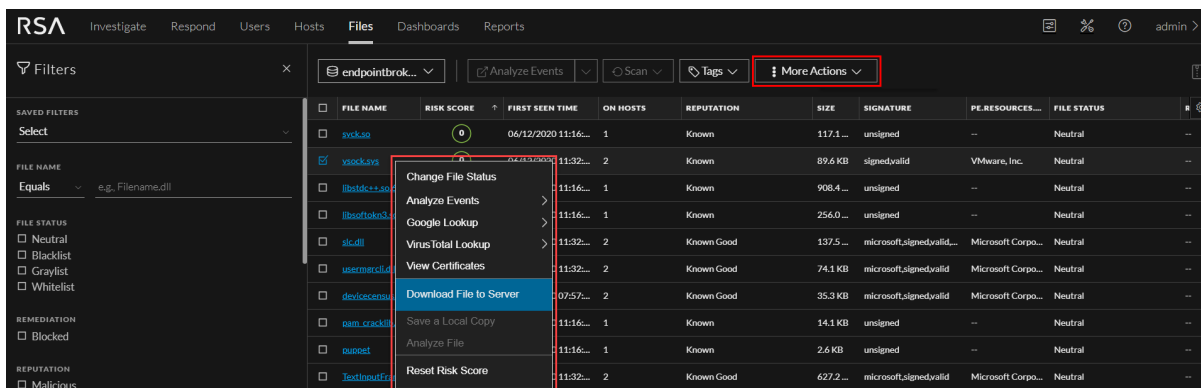 RSA Investigate Respond Users Hosts Files Dashboards Reports admin >
Filters ×
endpointbrok... Analyze Events Scan Tags More Actions
SAVED FILTERS
Select
FILE NAME
Equals e.g., Filename.dll
FILE STATUS
Neutral
Blacklist
Graylist
Whitelist
REMEDIATION
Blocked
REPUTATION
Malicious
FILE NAME RISK SCORE ↑ FIRST SEEN TIME ON HOSTS REPUTATION SIZE SIGNATURE PE.RESOURCES.... FILE STATUS
syck.so 0 06/12/2020 11:16:... 1 Known 117.1 ... unsigned -- Neutral --
vsock.sys 0 06/12/2020 11:32:... 2 Known 89.6 KB signed,valid VMware, Inc. Neutral --
libstdc++.so.6 11:16:... 1 Known 908.4 ... unsigned -- Neutral --
libsoftokn3.s 11:16:... 1 Known 256.0 ... unsigned -- Neutral --
slc.dll 11:32:... 2 Known Good 137.5 ... microsoft,signed,valid,... Microsoft Corpo... Neutral --
usermgrcli.d 11:32:... 2 Known Good 74.1 KB microsoft,signed,valid Microsoft Corpo... Neutral --
devicecensu 07:57:... 2 Known Good 35.3 KB microsoft,signed,valid Microsoft Corpo... Neutral --
pam_cracklib 11:16:... 1 Known 14.1 KB unsigned -- Neutral --
puppet 11:16:... 1 Known 2.6 KB unsigned -- Neutral --
TextInputFra 11:32:... 2 Known Good 627.2 ... microsoft,signed,valid Microsoft Corpo... Neutral --
Change File Status
Analyze Events >
Google Lookup >
VirusTotal Lookup >
View Certificates
Download File to Server
Save a Local Copy
Analyze File
Reset Risk Score